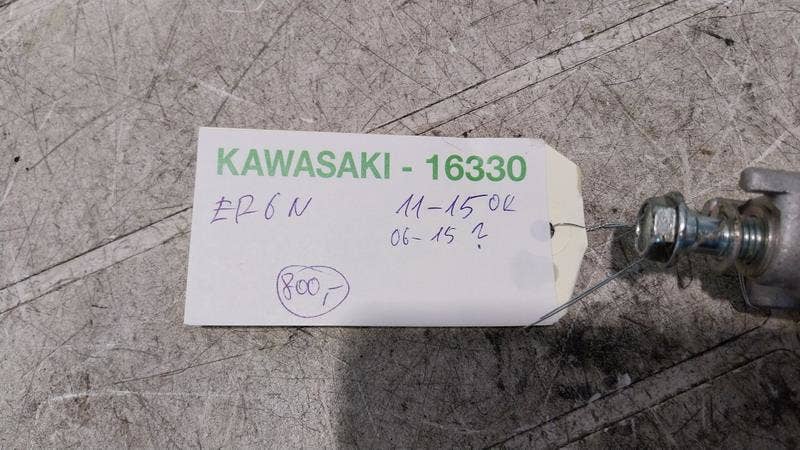 KAWASAKI - 16330
ER6N 11-15 OK
06-15 ?
800,-